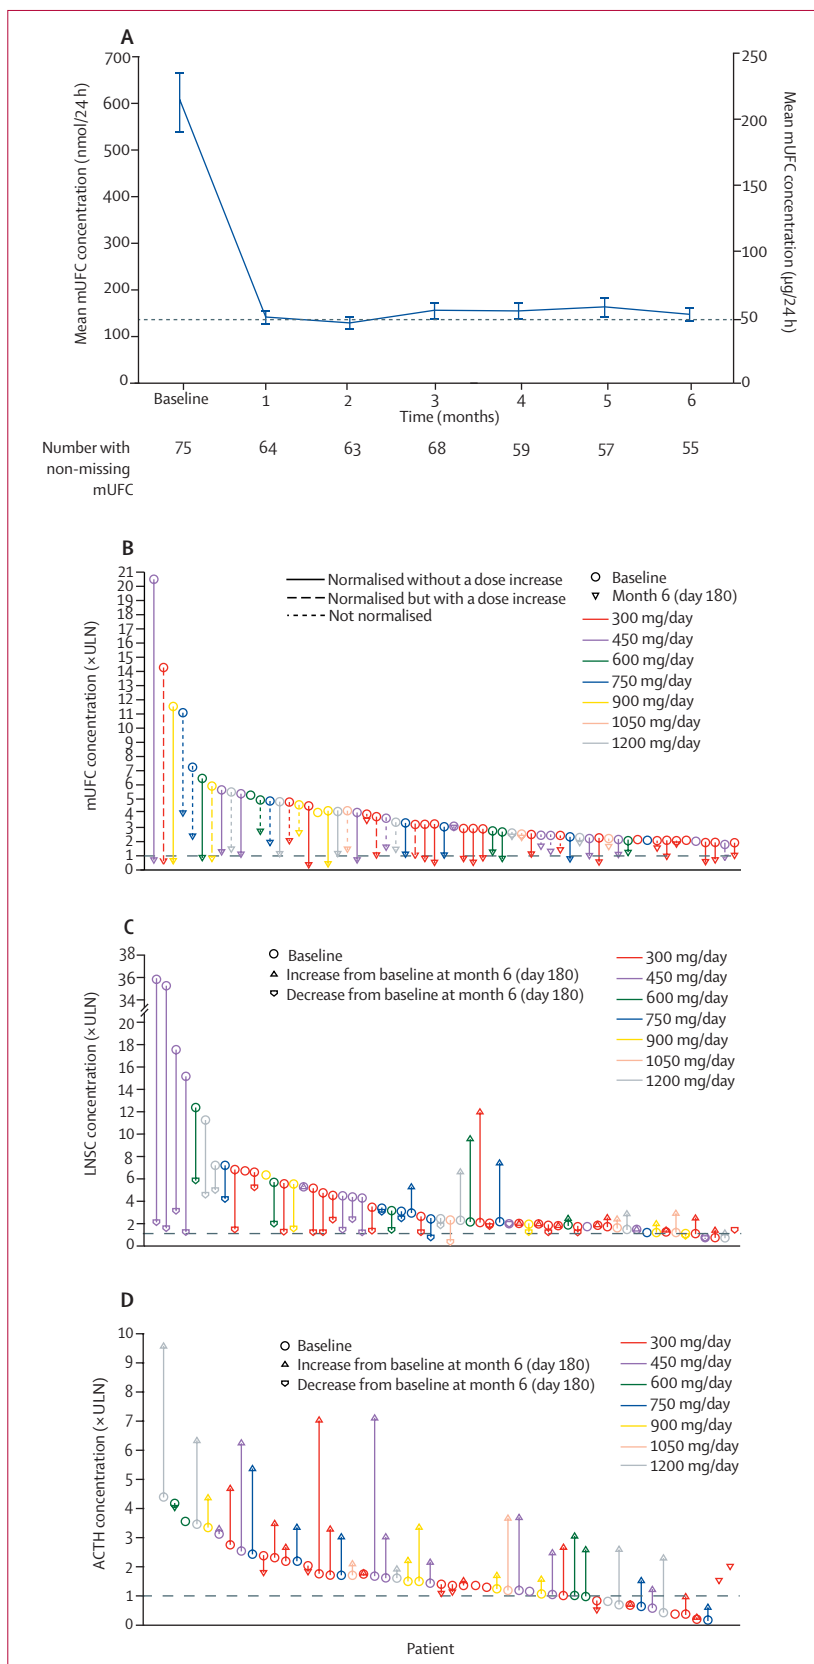 A
700
600
500
400
300
200
100
0
Mean mUFC concentration (nmol/24 h)
250
200
150
100
50
0
Mean mUFC concentration (µg/24 h)
Baseline 1 2 3 4 5 6
Time (months)
Number with
non-missing
mUFC
75 64 63 68 59 57 55
B
21
20
19
18
17
16
15
14
13
12
11
10
9
8
7
6
5
4
3
2
1
0
mUFC concentration (×ULN)
Normalised without a dose increase
Normalised but with a dose increase
Not normalised
Baseline
Month 6 (day 180)
300 mg/day
450 mg/day
600 mg/day
750 mg/day
900 mg/day
1050 mg/day
1200 mg/day
C
38
36
34
20
18
16
14
12
10
8
6
4
2
0
LNSC concentration (×ULN)
Baseline
Increase from baseline at month 6 (day 180)
Decrease from baseline at month 6 (day 180)
300 mg/day
450 mg/day
600 mg/day
750 mg/day
900 mg/day
1050 mg/day
1200 mg/day
D
10
9
8
7
6
5
4
3
2
1
0
ACTH concentration (×ULN)
Baseline
Increase from baseline at month 6 (day 180)
Decrease from baseline at month 6 (day 180)
300 mg/day
450 mg/day
600 mg/day
750 mg/day
900 mg/day
1050 mg/day
1200 mg/day
Patient